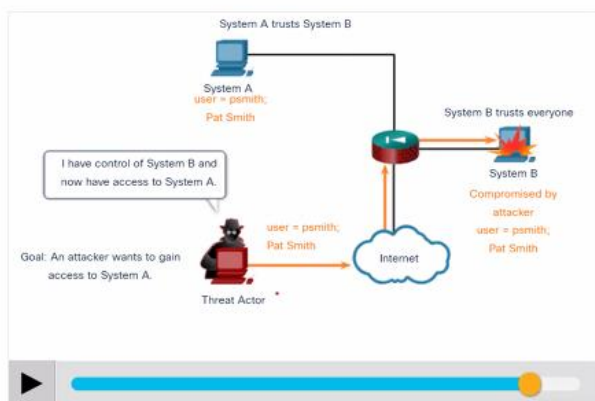 System A trusts System B
System A
user = psmith;
Pat Smith
System B trusts everyone
System B
Compromised by
attacker
user = psmith;
Pat Smith
I have control of System B and
now have access to System A.
user = psmith;
Pat Smith
Goal: An attacker wants to gain
access to System A.
Internet
Threat Actor